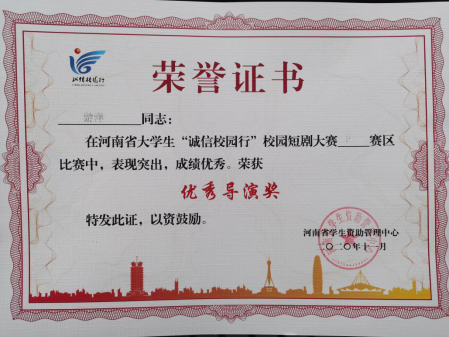 诚信校园行
荣誉证书
同志：
在河南省大学生“诚信校园行”校园短剧大赛 赛区
比赛中，表现突出，成绩优秀。荣获
优秀导演奖
特发此证，以资鼓励。
河南省学生资助管理中心
二〇二〇年十一月